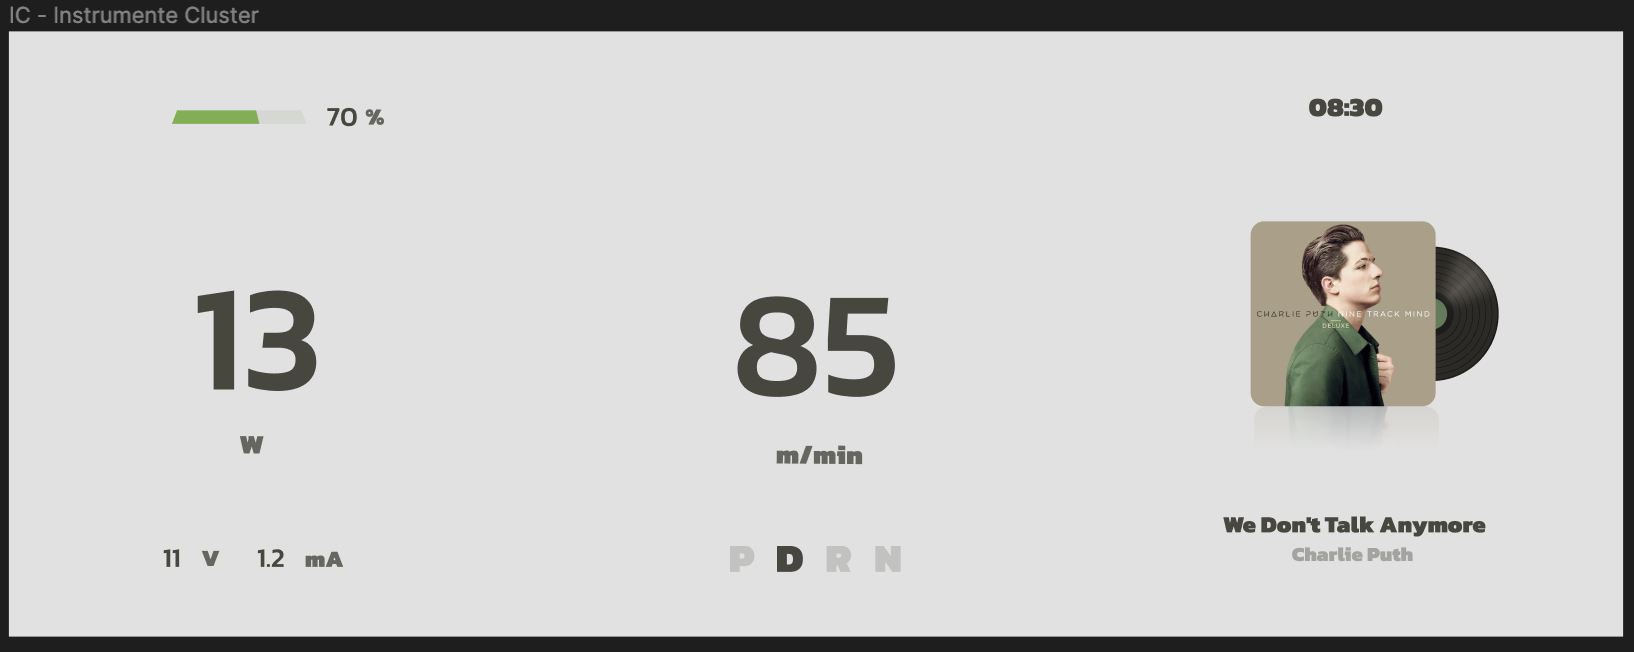 IC - Instrumente Cluster
70 %
08:30
13
W
85
m/min
CHARLIE PUTH NINE TRACK MIND
DELUXE
11 V 1.2 mA
P D R N
We Don't Talk Anymore
Charlie Puth